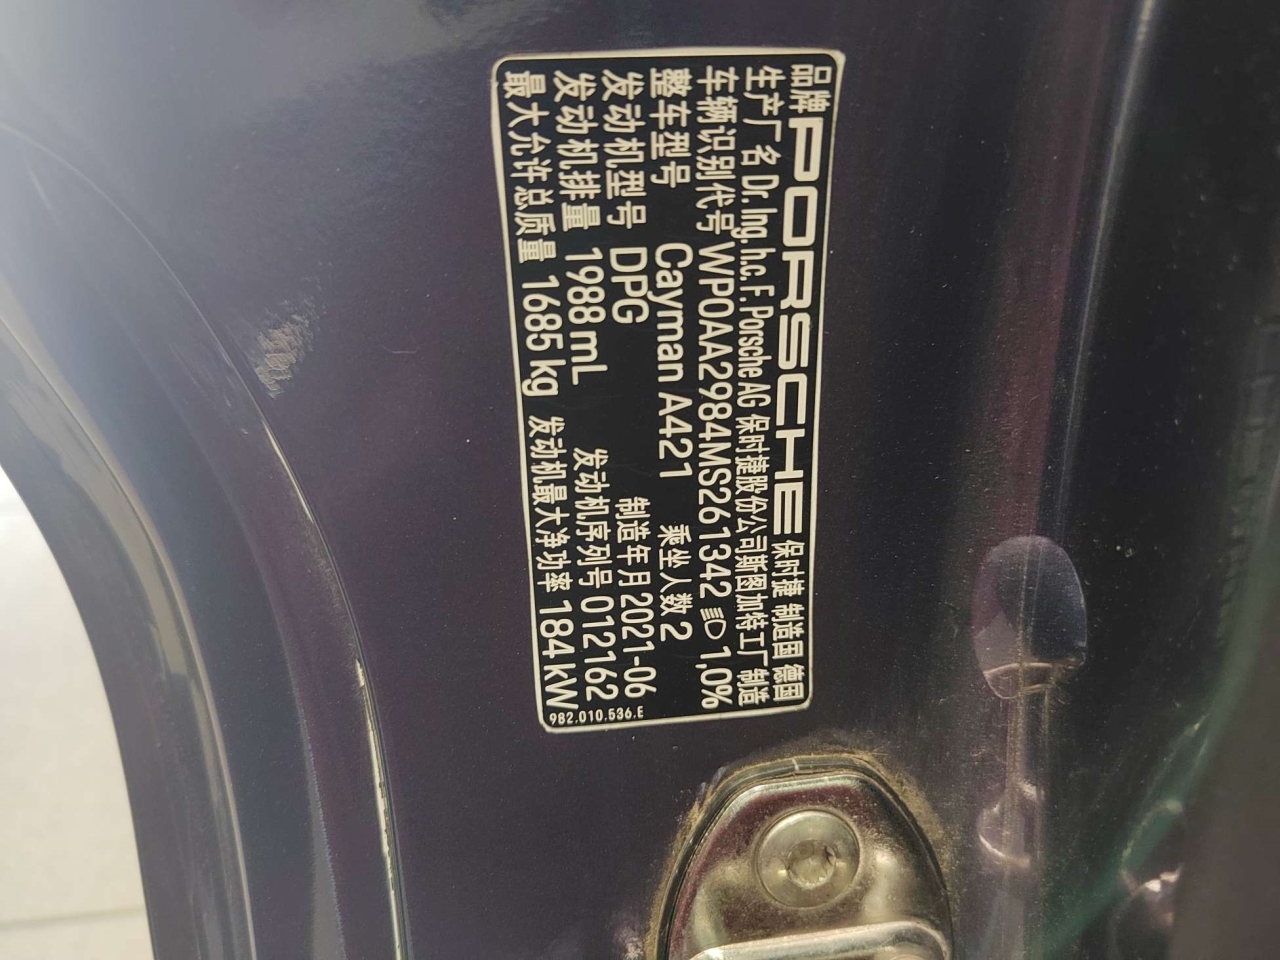 品牌 PORSCHE 保时捷 制造国 德国
生产厂名 Dr. Ing. h.c. F. Porsche AG 保时捷股份公司斯图加特工厂 制造
车辆识别代号 WP0AA2984MS261342 1,0%
整车型号 Cayman A421 乘坐人数 2
发动机型号 DPG 制造年月 2021-06
发动机排量 1988 mL 发动机序列号 012162
最大允许总质量 1685 kg 发动机最大净功率 184 kW
982.010.536.E